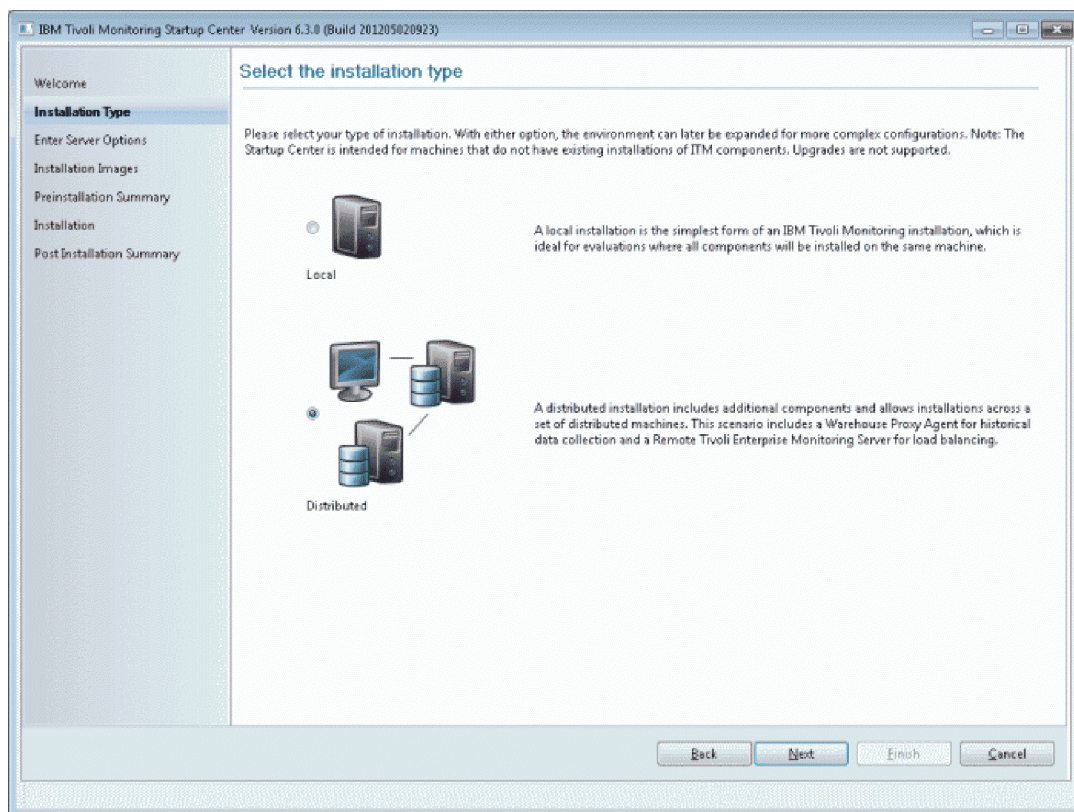 IBM Tivoli Monitoring Startup Center Version 6.3.0 (Build 201205020923)
Welcome
Installation Type
Enter Server Options
Installation Images
Preinstallation Summary
Installation
Post Installation Summary
Select the installation type
Please select your type of installation. With either option, the environment can later be expanded for more complex configurations. Note: The
Startup Center is intended for machines that do not have existing installations of ITM components. Upgrades are not supported.
Local
A local installation is the simplest form of an IBM Tivoli Monitoring installation, which is
ideal for evaluations where all components will be installed on the same machine.
Distributed
A distributed installation includes additional components and allows installations across a
set of distributed machines. This scenario includes a Warehouse Proxy Agent for historical
data collection and a Remote Tivoli Enterprise Monitoring Server for load balancing.
Back
Next
Finish
Cancel